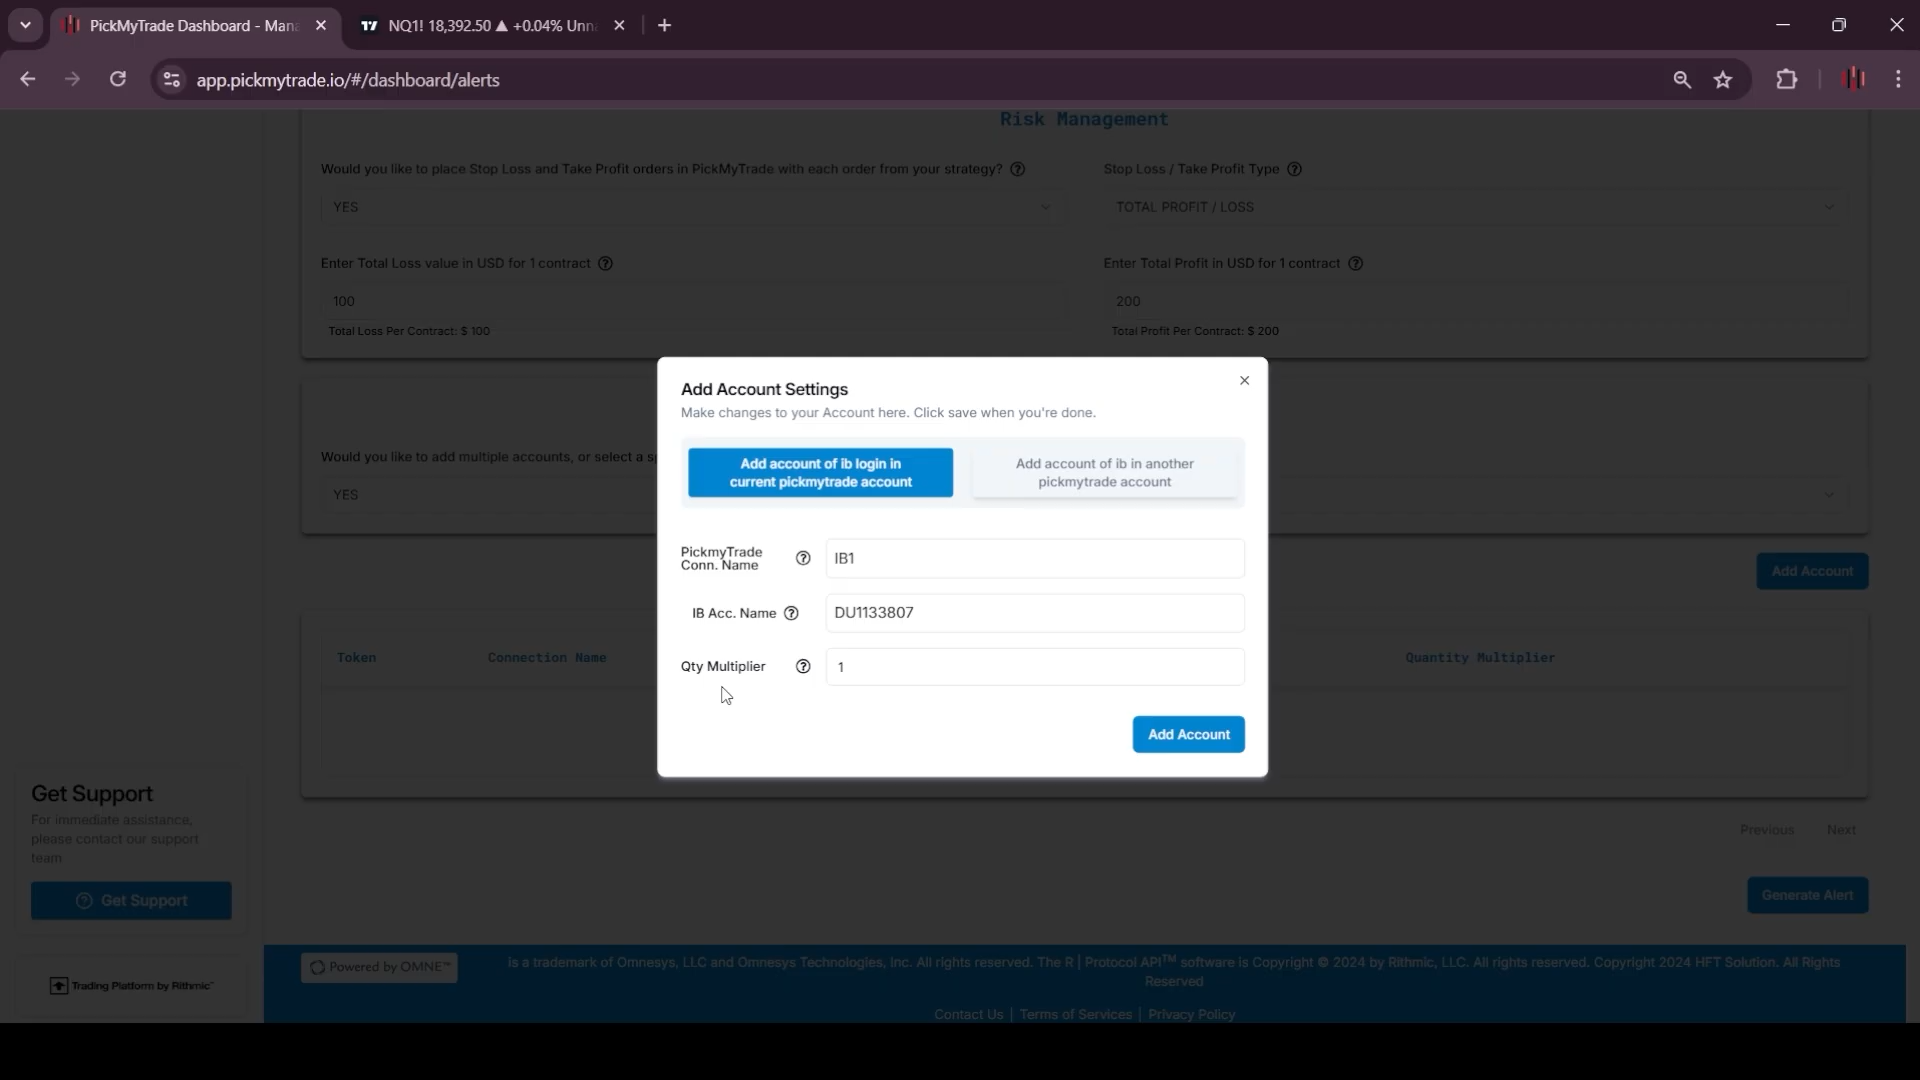 PickMyTrade Dashboard - Mana
NQ1! 18,392.50 ▲ +0.04% Unna
app.pickmytrade.io/#/dashboard/alerts
Risk Management
Would you like to place Stop Loss and Take Profit orders in PickMyTrade with each order from your strategy?
Stop Loss / Take Profit Type
YES
TOTAL PROFIT / LOSS
Enter Total Loss value in USD for 1 contract
Enter Total Profit in USD for 1 contract
100
200
Total Loss Per Contract: $ 100
Total Profit Per Contract: $ 200
Add Account Settings
Make changes to your Account here. Click save when you're done.
Would you like to add multiple accounts, or select a s
Add account of ib login in
current pickmytrade account
Add account of ib in another
pickmytrade account
YES
PickmyTrade
Conn. Name
IB1
Add Account
IB Acc. Name
DU1133807
Token
Connection Name
Quantity Multiplier
Qty Multiplier
1
Add Account
Get Support
For immediate assistance,
please contact our support
team
Get Support
Previous
Next
Generate Alert
Powered by OMNE™
Trading Platform by Rithmic™
is a trademark of Omnesys, LLC and Omnesys Technologies, Inc. All rights reserved. The R | Protocol API™ software is Copyright © 2024 by Rithmic, LLC. All rights reserved. Copyright 2024 HFT Solution. All Rights
Reserved
Contact Us | Terms of Services | Privacy Policy